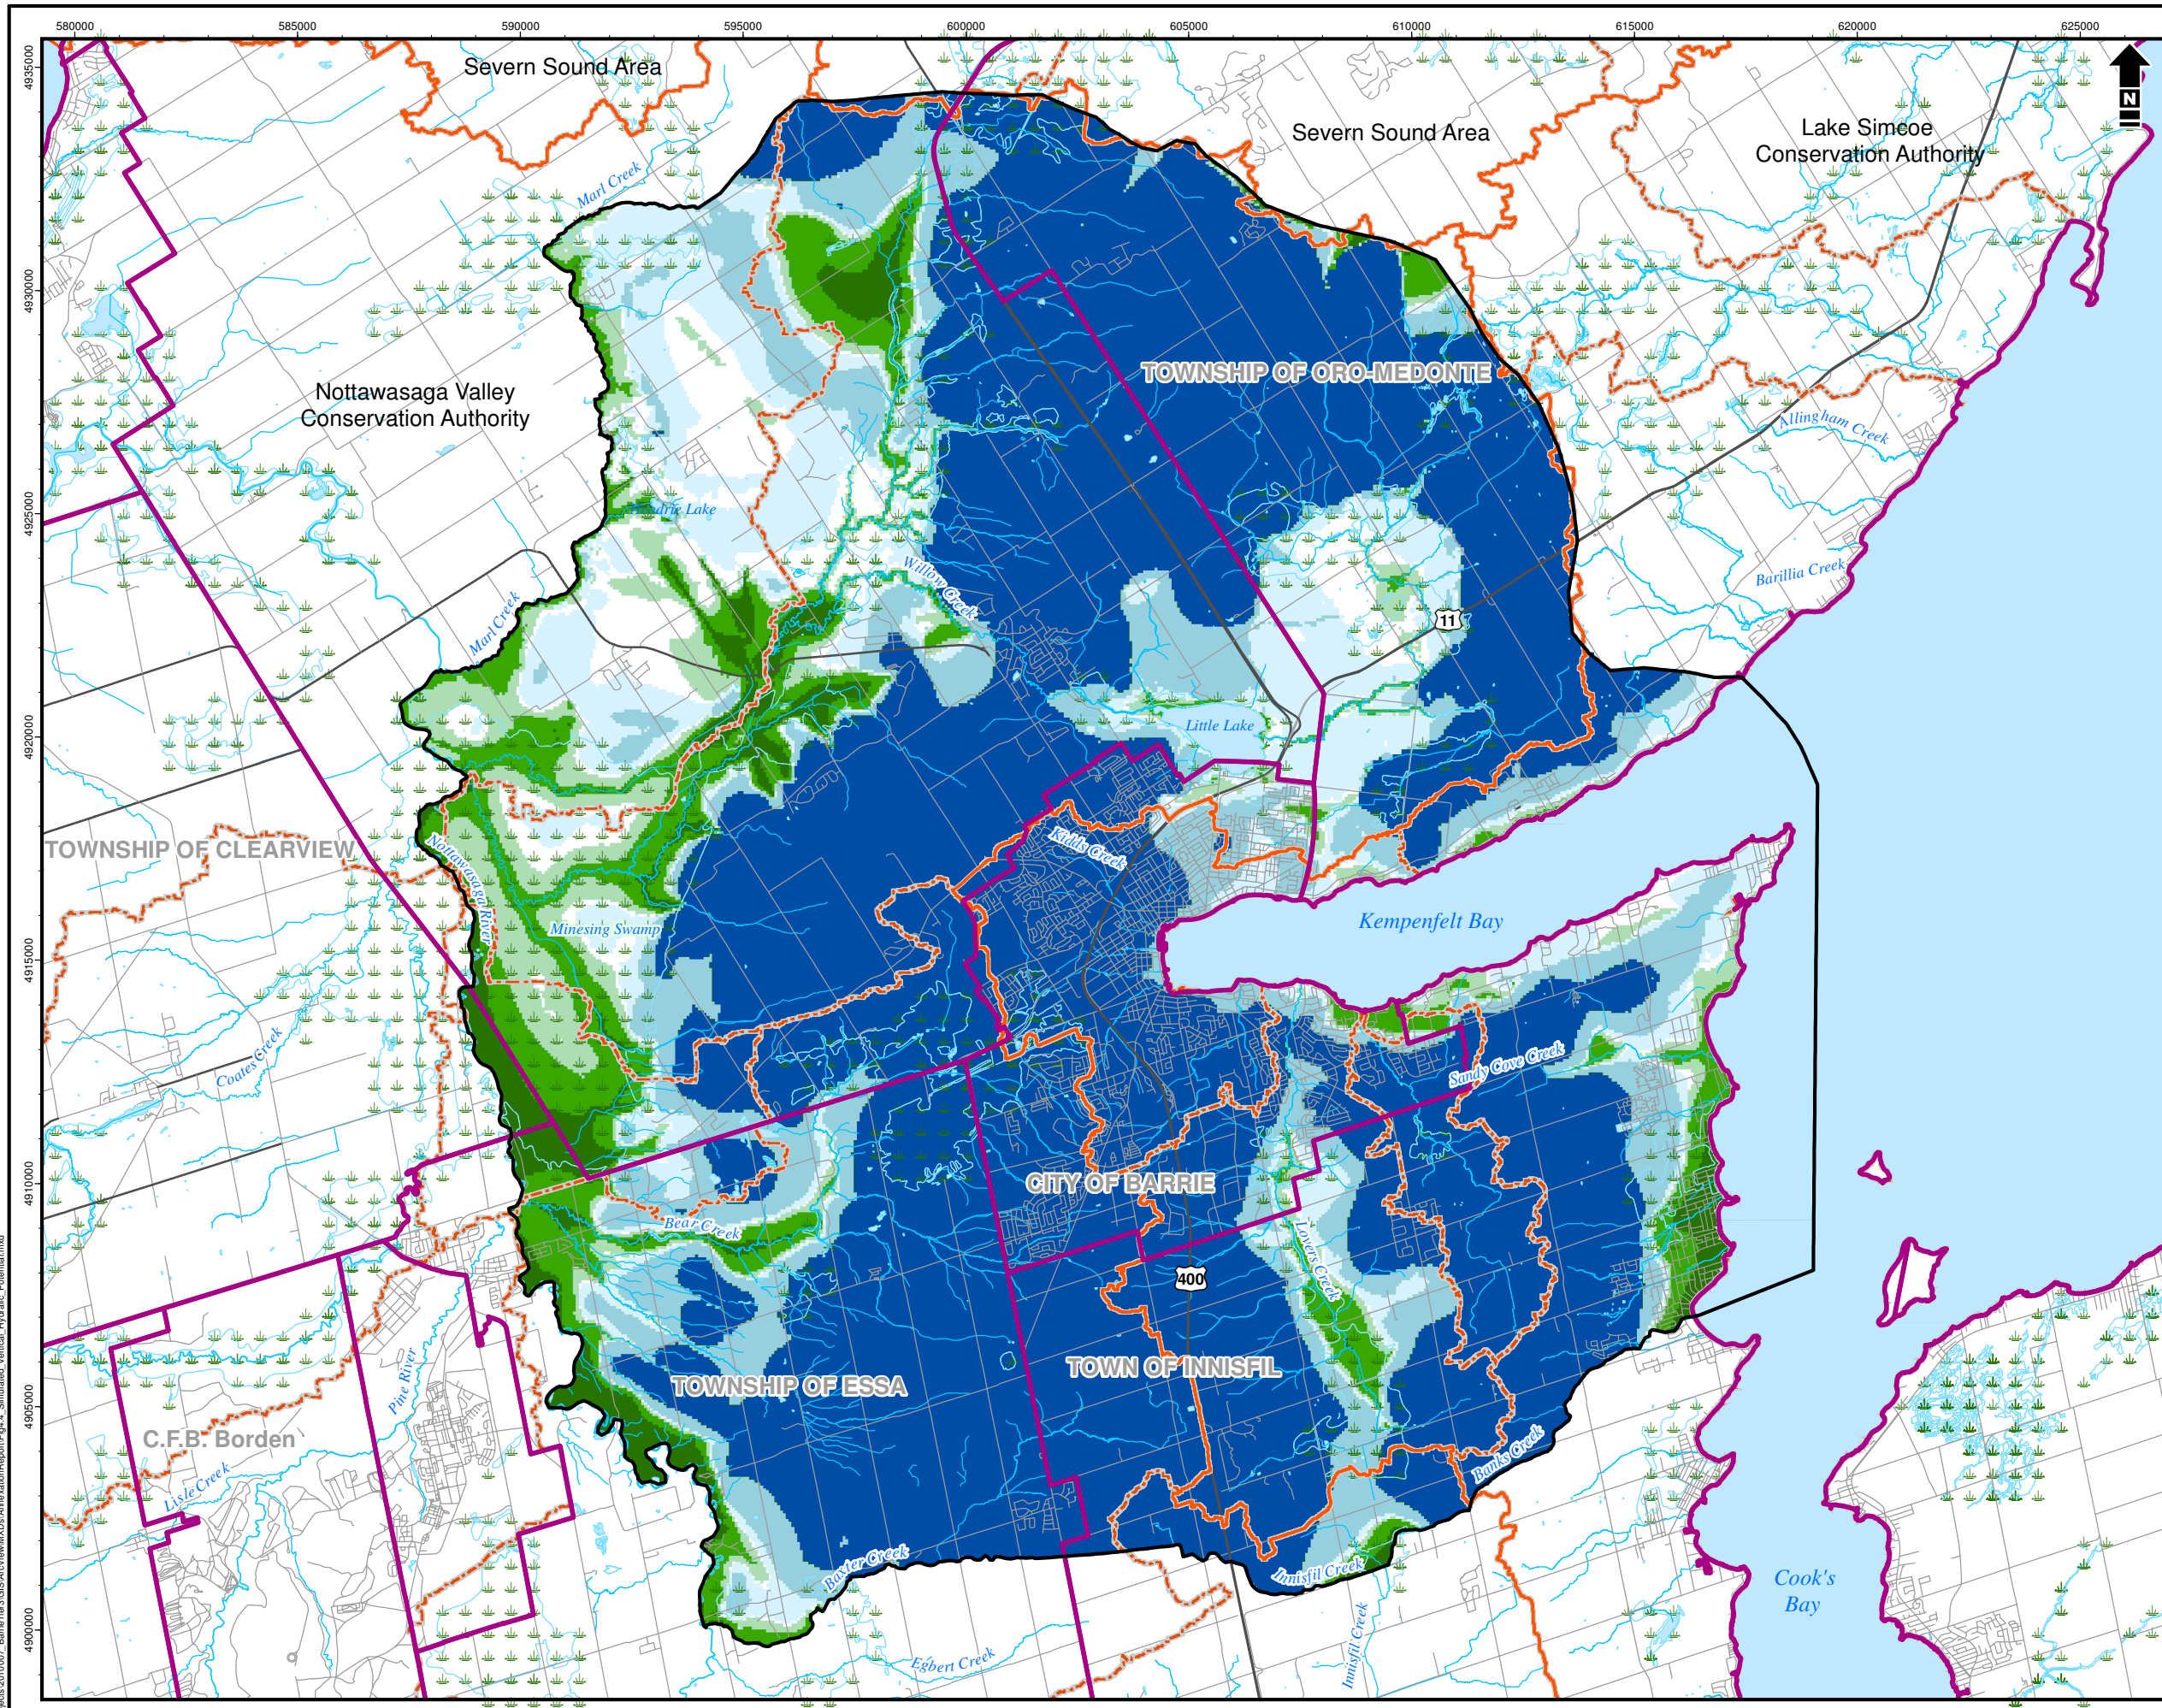 580000
585000
590000
595000
600000
605000
610000
615000
620000
625000
4935000
4930000
4925000
4920000
4915000
4910000
4905000
4900000
N
Severn Sound Area
Severn Sound Area
Lake Simcoe
Conservation Authority
Marl Creek
Nottawasaga Valley
Conservation Authority
TOWNSHIP OF ORO-MEDONTE
Allingham Creek
Hendrie Lake
Willow Creek
Barillia Creek
Marl Creek
11
Little Lake
TOWNSHIP OF CLEARVIEW
Kidds Creek
Nottawasaga River
Minesing Swamp
Kempenfelt Bay
Coates Creek
Sandy Cove Creek
CITY OF BARRIE
Bear Creek
Lovers Creek
400
TOWN OF INNISFIL
TOWNSHIP OF ESSA
Pine River
C.F.B. Borden
Lisle Creek
Banks Creek
Baxter Creek
Innisfil Creek
Cook's
Bay
Egbert Creek
Innisfil Creek